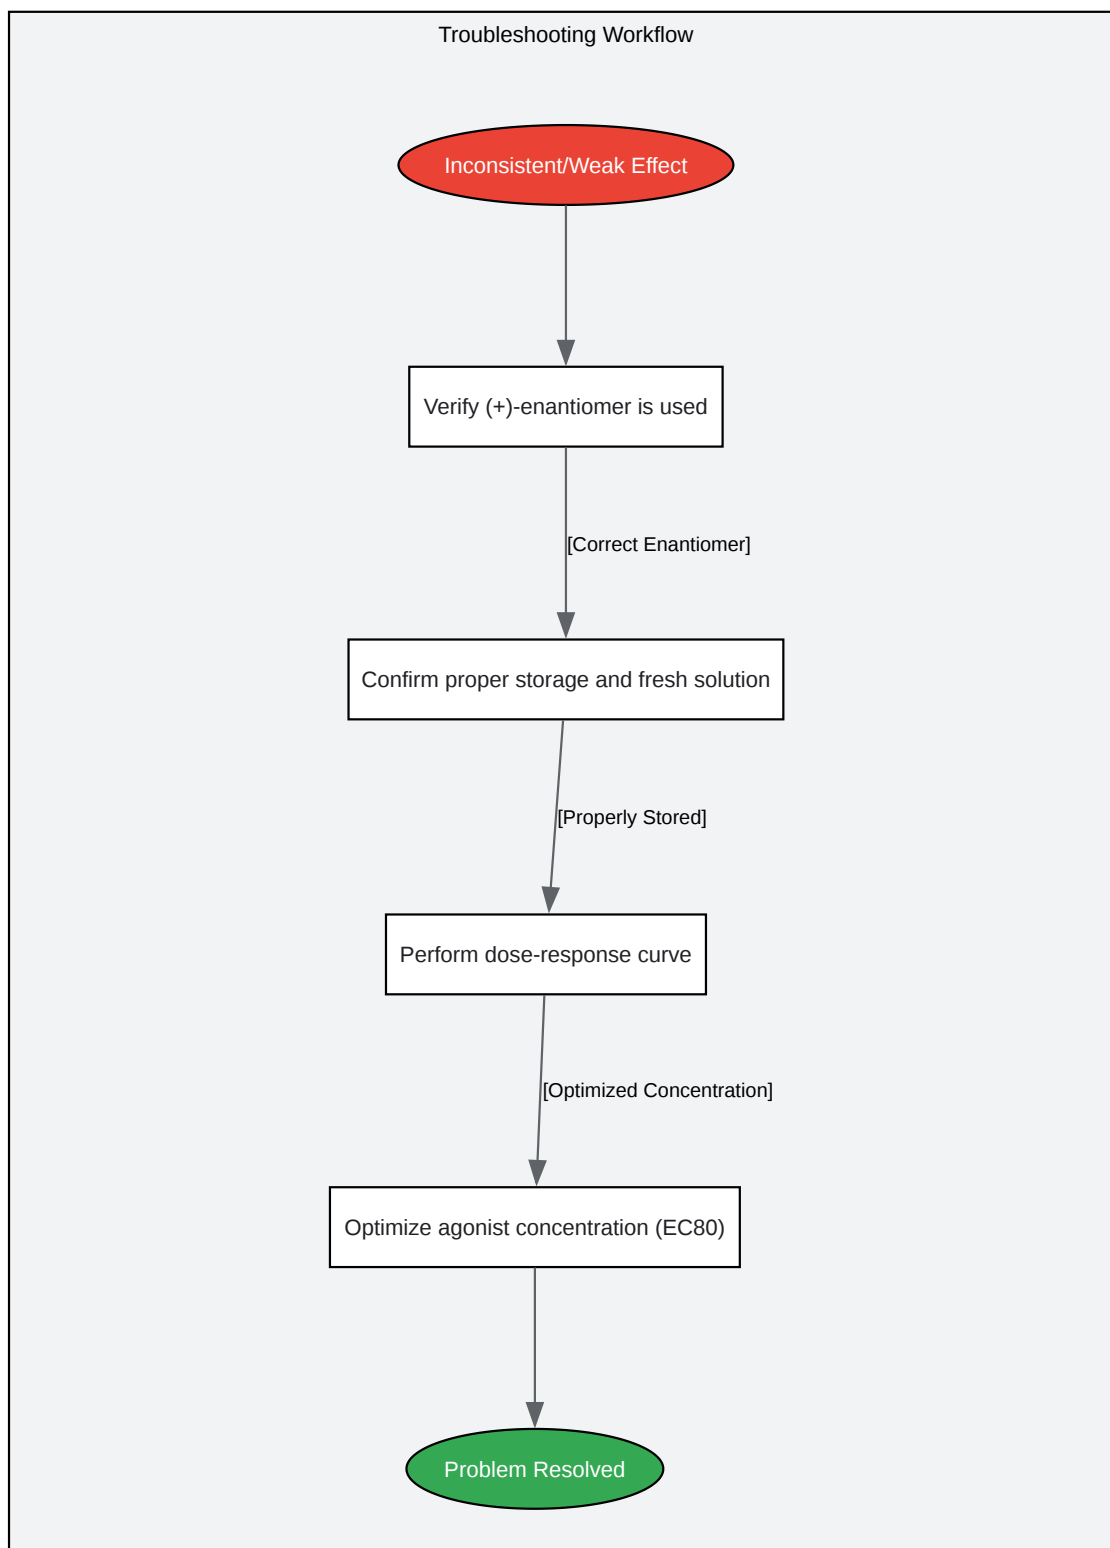 Troubleshooting Workflow
Inconsistent/Weak Effect
Verify (+)-enantiomer is used
[Correct Enantiomer]
Confirm proper storage and fresh solution
[Properly Stored]
Perform dose-response curve
[Optimized Concentration]
Optimize agonist concentration (EC80)
Problem Resolved